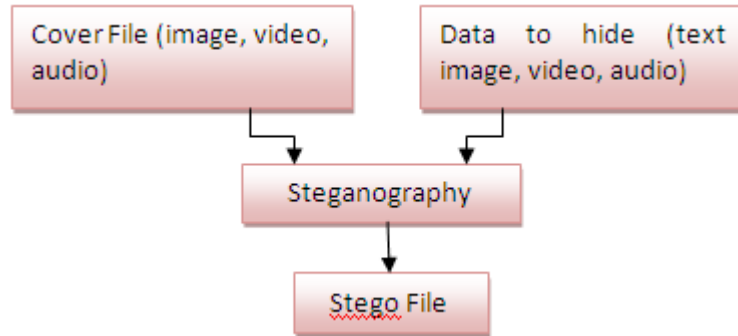 Cover File (image, video,
audio)
Data to hide (text
image, video, audio)
Steganography
Stego File